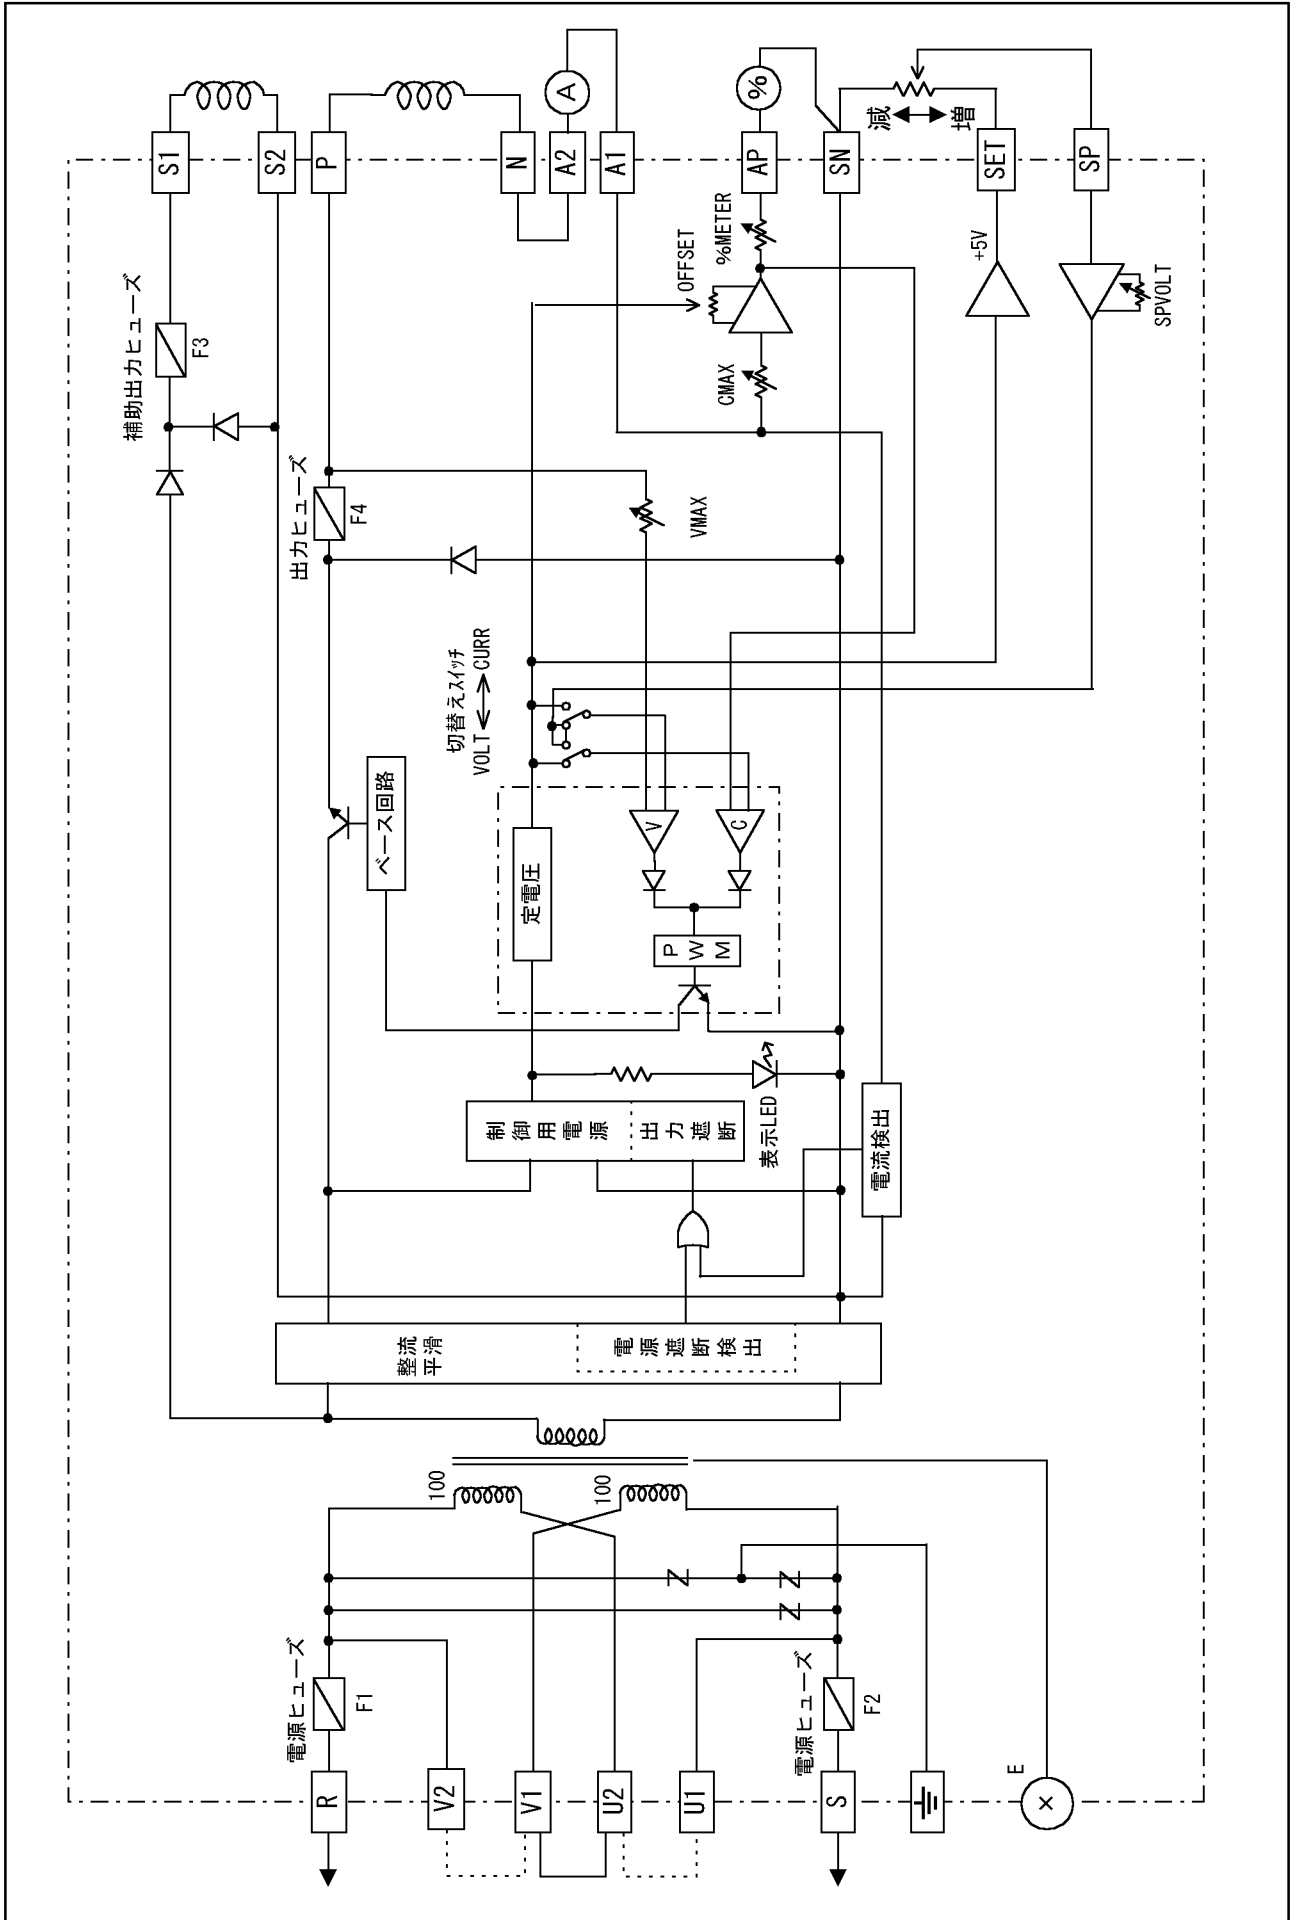 S1
S2
P
N
A2
A1
AP
SN
SET
SP
A
%
減
増
補助出力ヒューズ
F3
出力ヒューズ
F4
OFFSET
%METER
CMAX
+5V
SPVOLT
VMAX
切替えスイッチ
VOLT
CURR
ベース回路
定電圧
V
C
PWM
制御用電源
出力遮断
表示LED
電流検出
整流
平滑
電源遮断検出
100
100
電源ヒューズ
F1
電源ヒューズ
F2
R
V2
V1
U2
U1
S
E